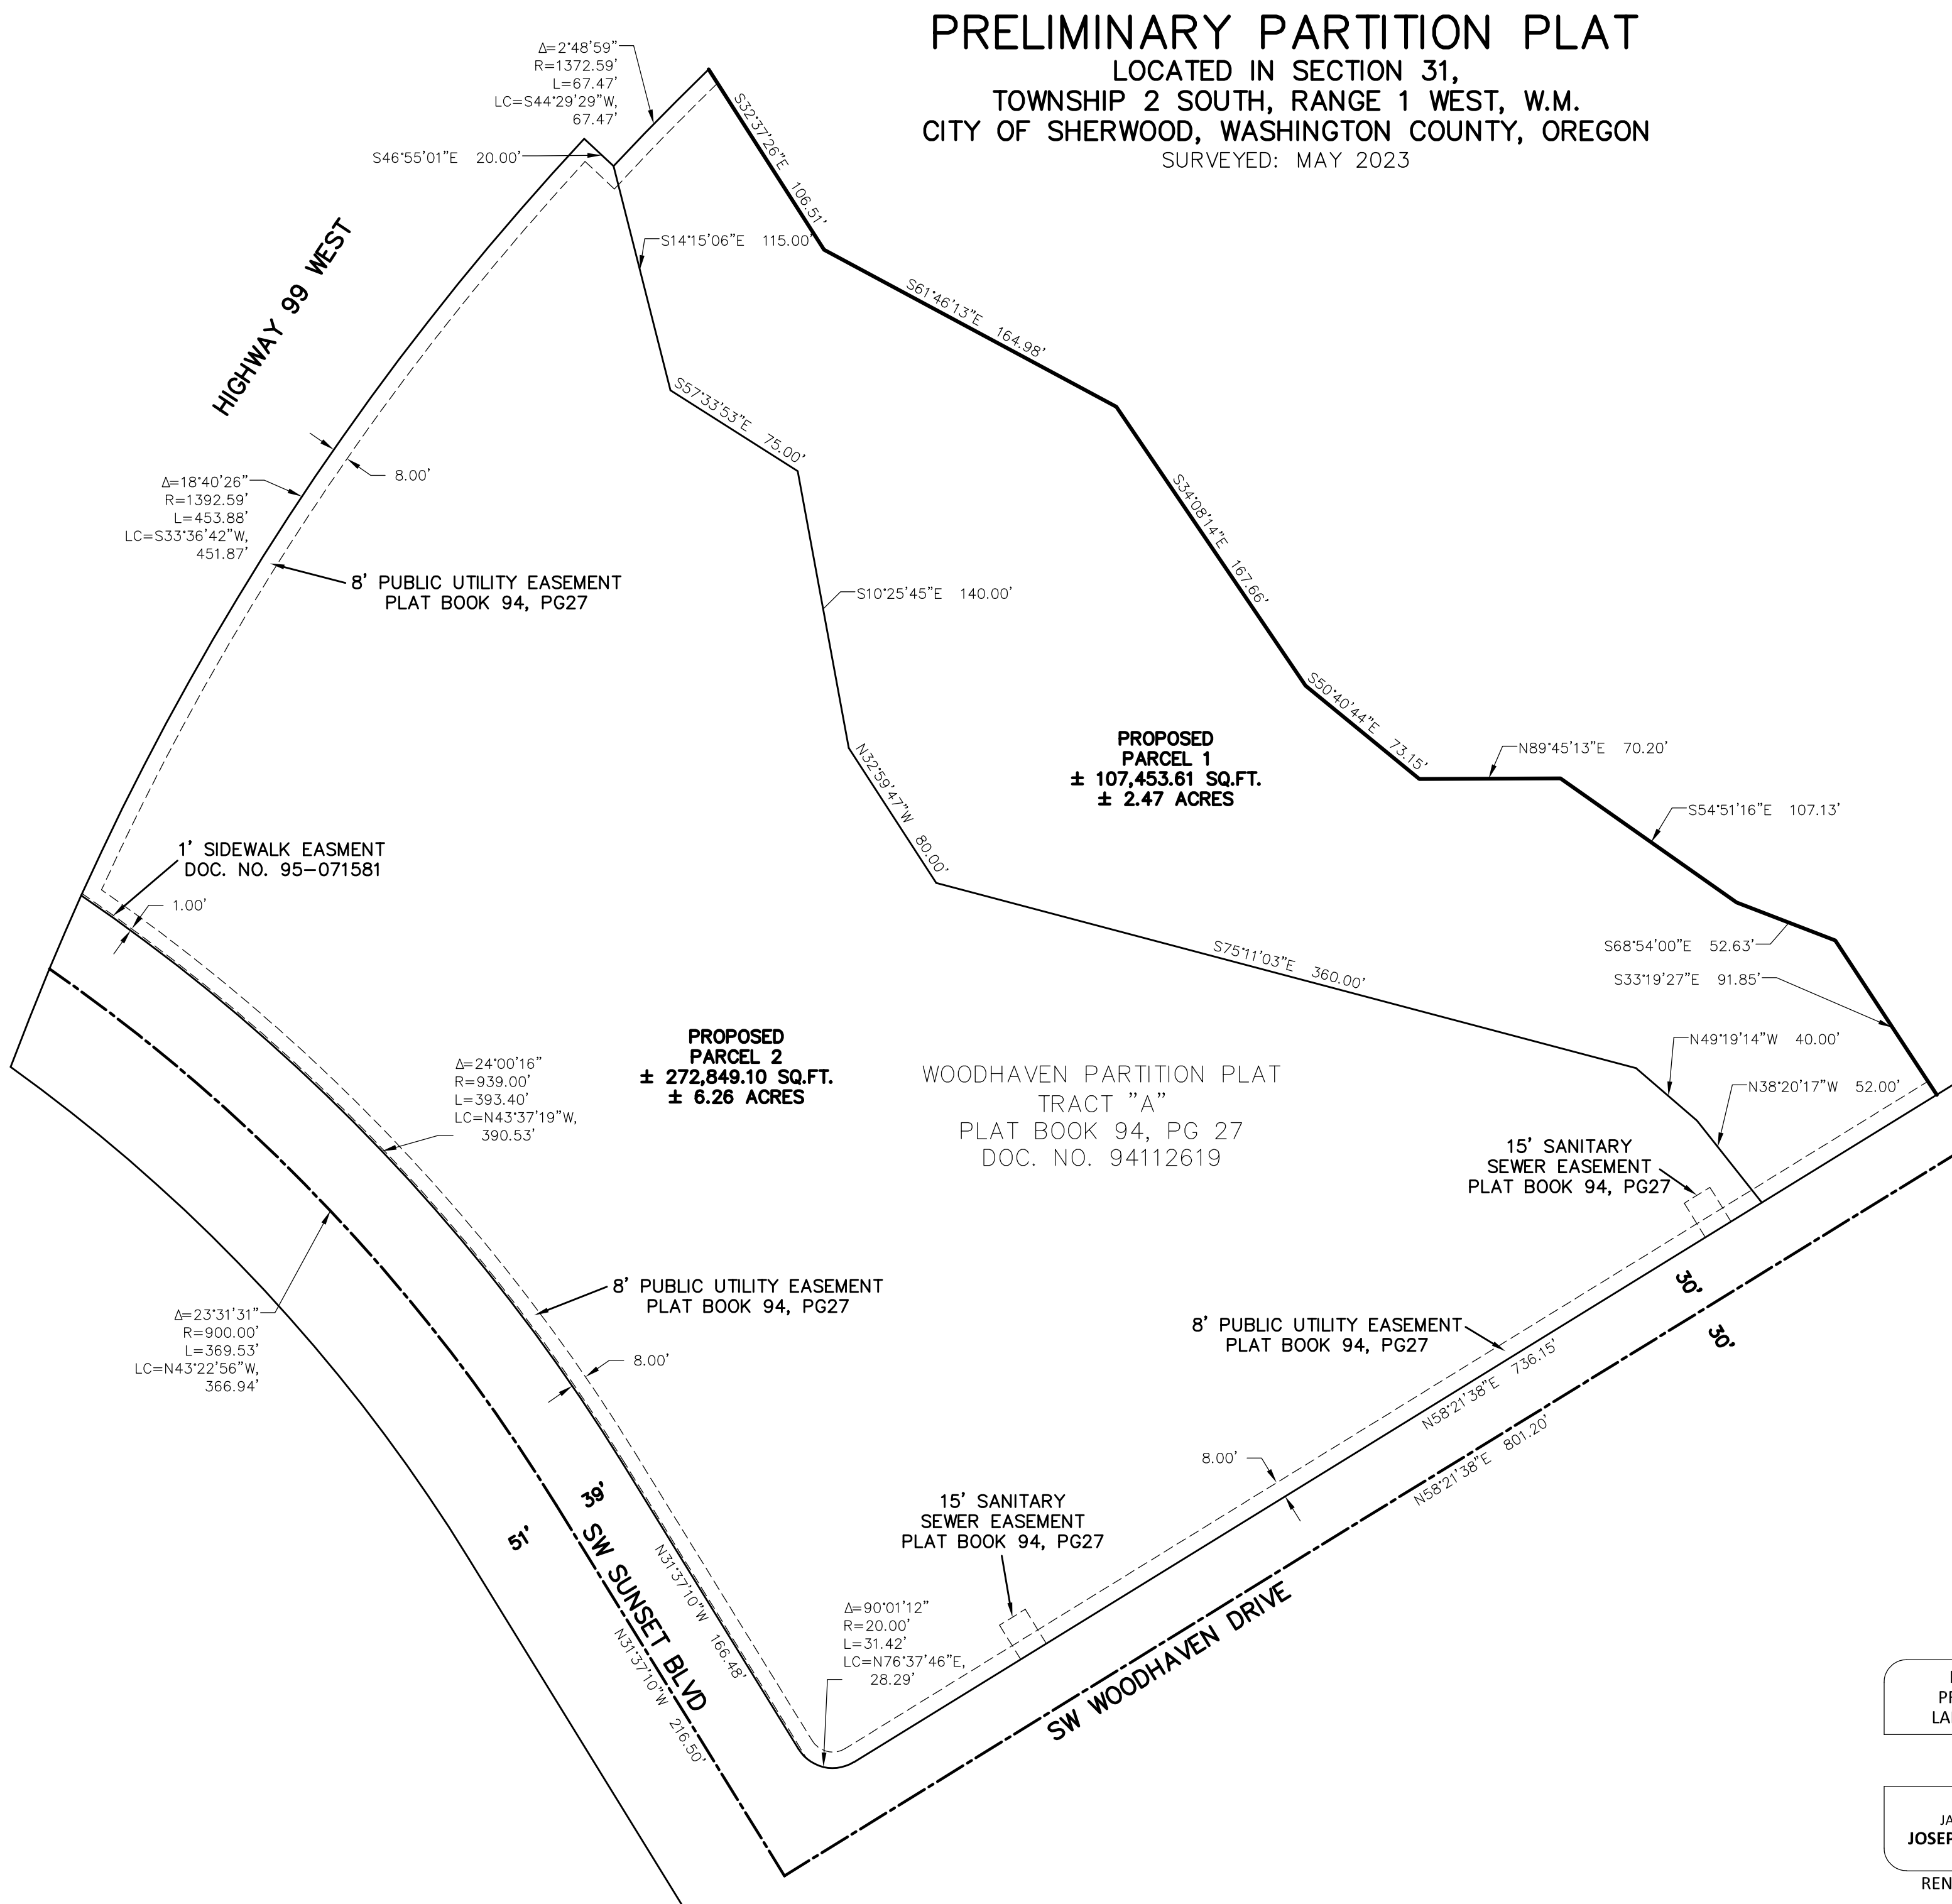 PRELIMINARY PARTITION PLAT
LOCATED IN SECTION 31,
TOWNSHIP 2 SOUTH, RANGE 1 WEST, W.M.
CITY OF SHERWOOD, WASHINGTON COUNTY, OREGON
SURVEYED: MAY 2023
Δ=2°48'59"
R=1372.59'
L=67.47'
LC=S44°29'29"W,
67.47'
S46°55'01"E 20.00'
S32°37'26"E 106.51'
S14°15'06"E 115.00'
S61°46'13"E 164.98'
HIGHWAY 99 WEST
S57°33'53"E 75.00'
8.00'
Δ=18°40'26"
R=1392.59'
L=453.88'
LC=S33°36'42"W,
451.87'
8' PUBLIC UTILITY EASEMENT
PLAT BOOK 94, PG27
S10°25'45"E 140.00'
S34°08'14"E 167.66'
S50°40'44"E 73.15'
N89°45'13"E 70.20'
PROPOSED
PARCEL 1
± 107,453.61 SQ.FT.
± 2.47 ACRES
N32°59'47"W 80.00'
S54°51'16"E 107.13'
1' SIDEWALK EASMENT
DOC. NO. 95-071581
1.00'
S75°11'03"E 360.00'
S68°54'00"E 52.63'
S33°19'27"E 91.85'
N49°19'14"W 40.00'
N38°20'17"W 52.00'
PROPOSED
PARCEL 2
± 272,849.10 SQ.FT.
± 6.26 ACRES
WOODHAVEN PARTITION PLAT
TRACT "A"
PLAT BOOK 94, PG 27
DOC. NO. 94112619
Δ=24°00'16"
R=939.00'
L=393.40'
LC=N43°37'19"W,
390.53'
15' SANITARY
SEWER EASEMENT
PLAT BOOK 94, PG27
8' PUBLIC UTILITY EASEMENT
PLAT BOOK 94, PG27
Δ=23°31'31"
R=900.00'
L=369.53'
LC=N43°22'56"W,
366.94'
8.00'
8' PUBLIC UTILITY EASEMENT
PLAT BOOK 94, PG27
30'
30'
N58°21'38"E 736.15'
N58°21'38"E 801.20'
8.00'
39'
51'
SW SUNSET BLVD
N31°37'10"W 166.48'
N31°37'10"W 216.50'
15' SANITARY
SEWER EASEMENT
PLAT BOOK 94, PG27
Δ=90°01'12"
R=20.00'
L=31.42'
LC=N76°37'46"E,
28.29'
SW WOODHAVEN DRIVE
JOSEP
REN